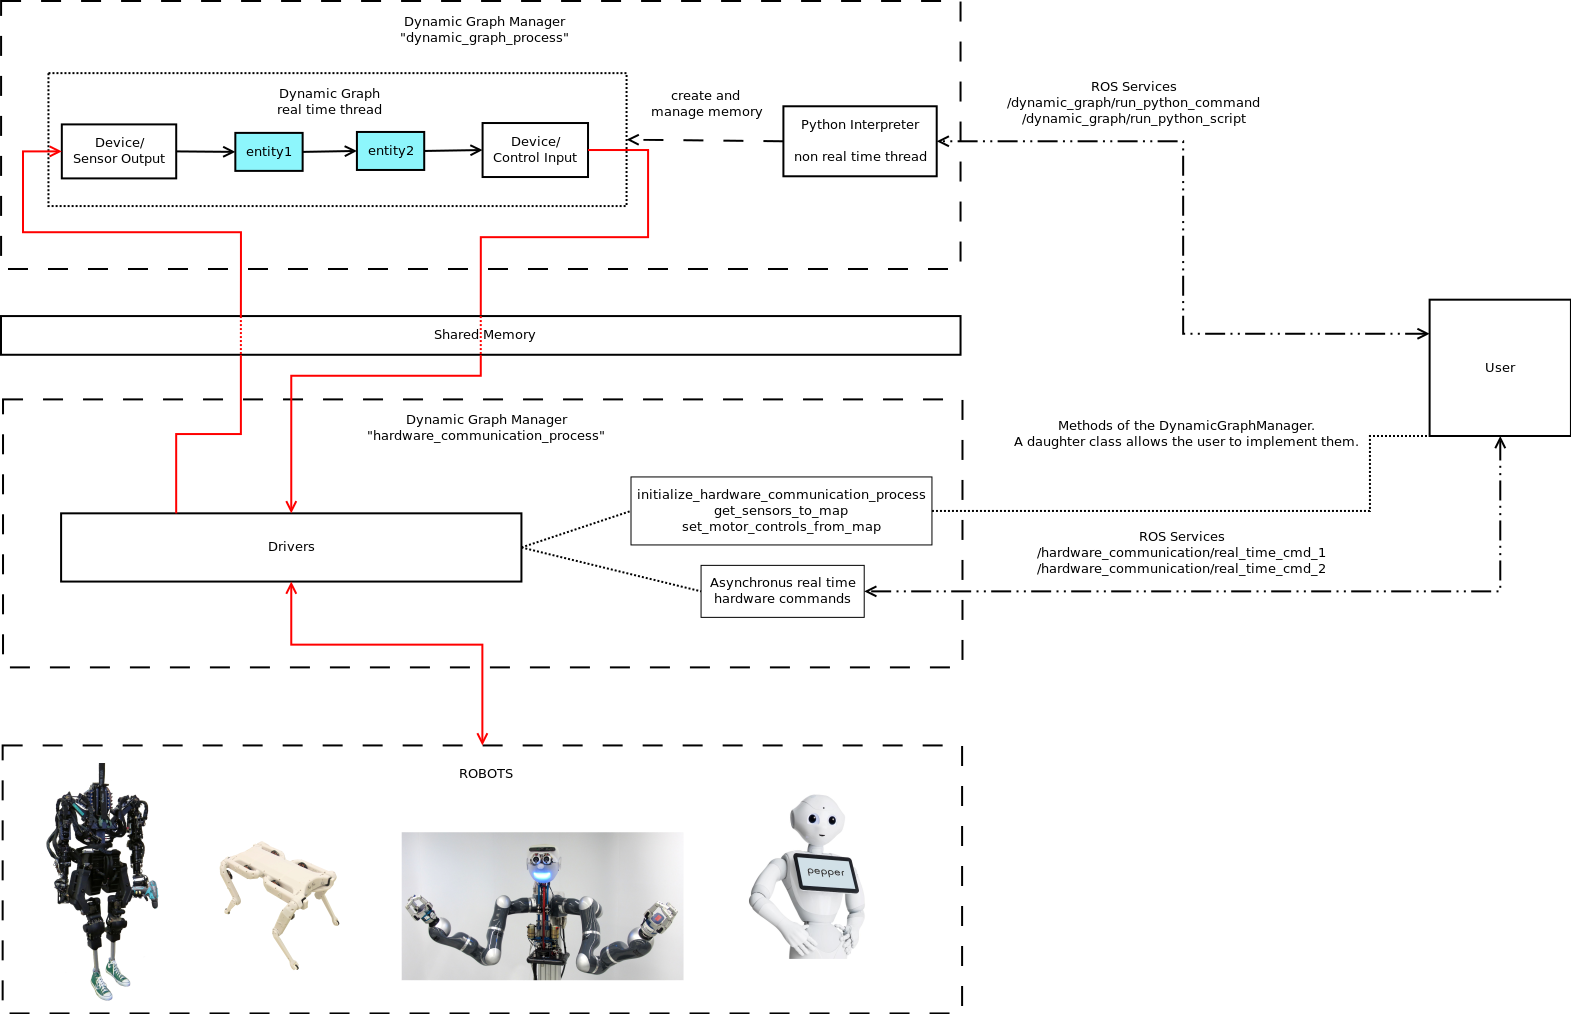 Dynamic Graph Manager
"dynamic_graph_process"
Dynamic Graph
real time thread
Device/
Sensor Output
entity1
entity2
Device/
Control Input
create and
manage memory
Python Interpreter
non real time thread
ROS Services
/dynamic_graph/run_python_command
/dynamic_graph/run_python_script
Shared Memory
User
Dynamic Graph Manager
"hardware_communication_process"
Methods of the DynamicGraphManager.
A daughter class allows the user to implement them.
initialize_hardware_communication_process
get_sensors_to_map
set_motor_controls_from_map
Drivers
ROS Services
/hardware_communication/real_time_cmd_1
/hardware_communication/real_time_cmd_2
Asynchronus real time
hardware commands
ROBOTS
pepper